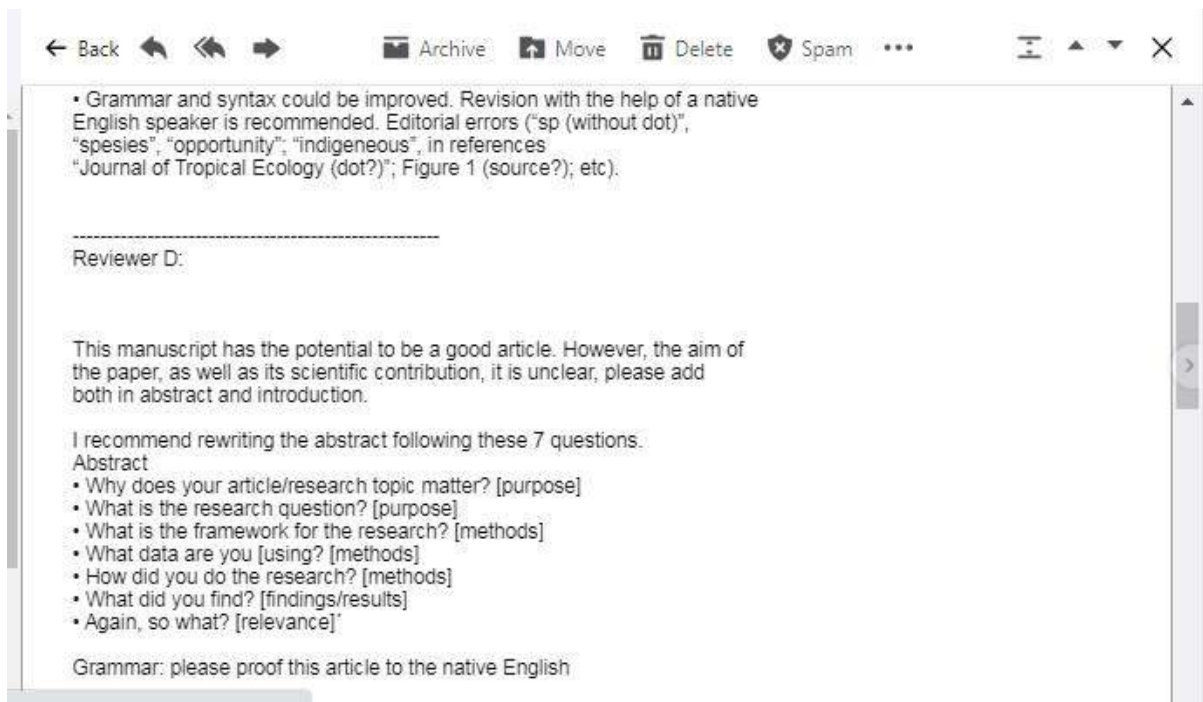 ← Back Archive Move Delete Spam •••
• Grammar and syntax could be improved. Revision with the help of a native
English speaker is recommended. Editorial errors (“sp (without dot)”,
“spesies”, “opportunity”; “indigeneous”, in references
“Journal of Tropical Ecology (dot?)”; Figure 1 (source?); etc).
----------------------------------------------------
Reviewer D:
This manuscript has the potential to be a good article. However, the aim of
the paper, as well as its scientific contribution, it is unclear, please add
both in abstract and introduction.
I recommend rewriting the abstract following these 7 questions.
Abstract
• Why does your article/research topic matter? [purpose]
• What is the research question? [purpose]
• What is the framework for the research? [methods]
• What data are you [using? [methods]
• How did you do the research? [methods]
• What did you find? [findings/results]
• Again, so what? [relevance]’
Grammar: please proof this article to the native English